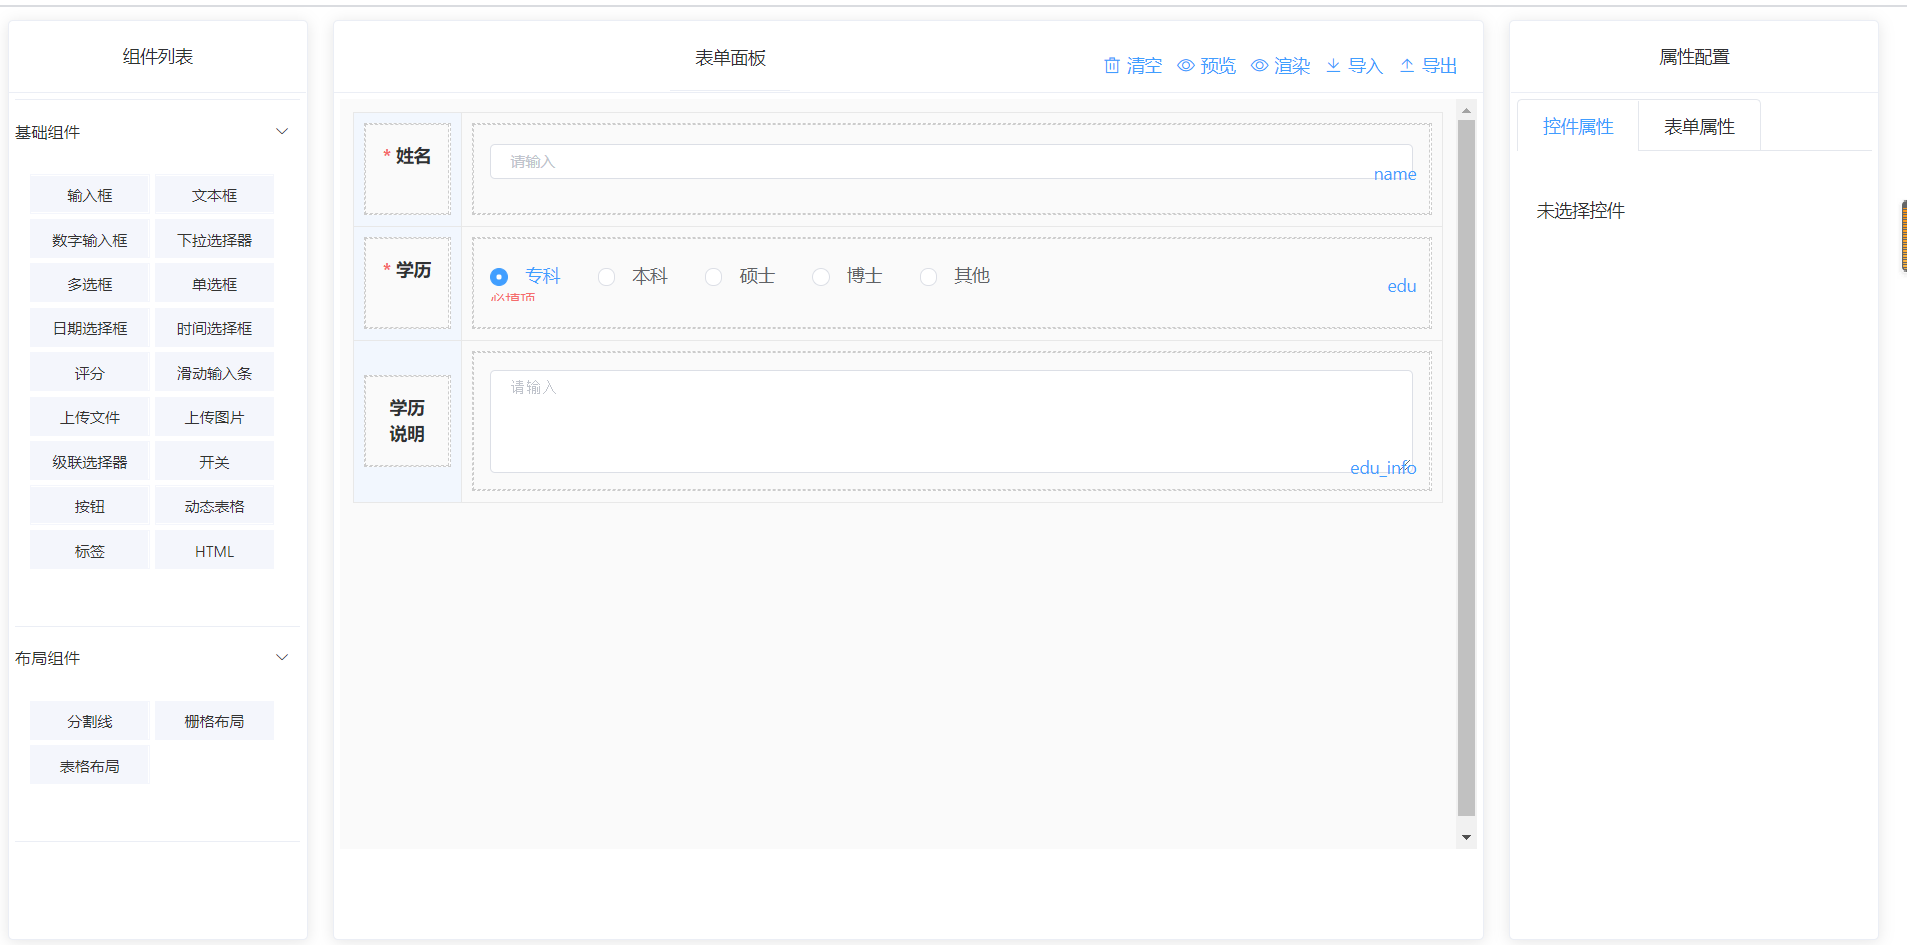 组件列表
基础组件
输入框 文本框
数字输入框 下拉选择器
多选框 单选框
日期选择框 时间选择框
评分 滑动输入条
上传文件 上传图片
级联选择器 开关
按钮 动态表格
标签 HTML
布局组件
分割线 栅格布局
表格布局
表单面板
清空 预览 渲染 导入 导出
* 姓名 请输入
name
* 学历 专科 本科 硕士 博士 其他
必填项
edu
学历
说明
请输入
edu_info
属性配置
控件属性 表单属性
未选择控件